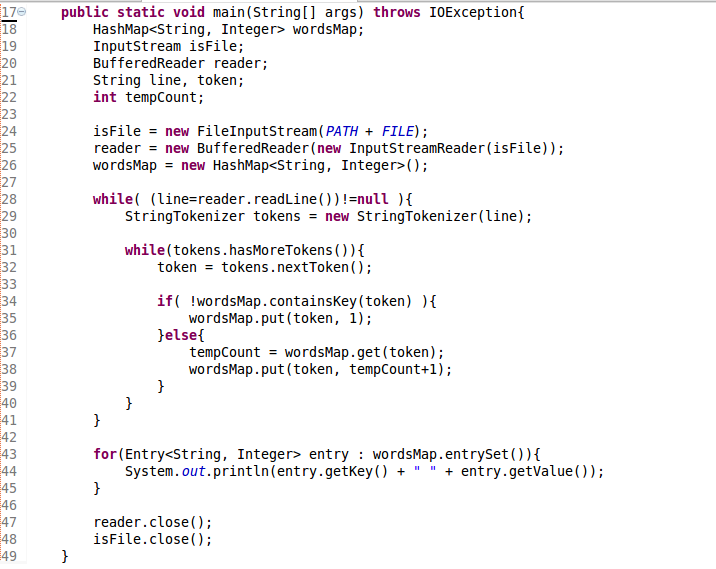 17 public static void main(String[] args) throws IOException{
18 HashMap<String, Integer> wordsMap;
19 InputStream isFile;
20 BufferedReader reader;
21 String line, token;
22 int tempCount;
23
24 isFile = new FileInputStream(PATH + FILE);
25 reader = new BufferedReader(new InputStreamReader(isFile));
26 wordsMap = new HashMap<String, Integer>();
27
28 while( (line=reader.readLine())!=null ){
29 StringTokenizer tokens = new StringTokenizer(line);
30
31 while(tokens.hasMoreTokens()){
32 token = tokens.nextToken();
33
34 if( !wordsMap.containsKey(token) ){
35 wordsMap.put(token, 1);
36 }else{
37 tempCount = wordsMap.get(token);
38 wordsMap.put(token, tempCount+1);
39 }
40 }
41 }
42
43 for(Entry<String, Integer> entry : wordsMap.entrySet()){
44 System.out.println(entry.getKey() + " " + entry.getValue());
45 }
46
47 reader.close();
48 isFile.close();
49 }